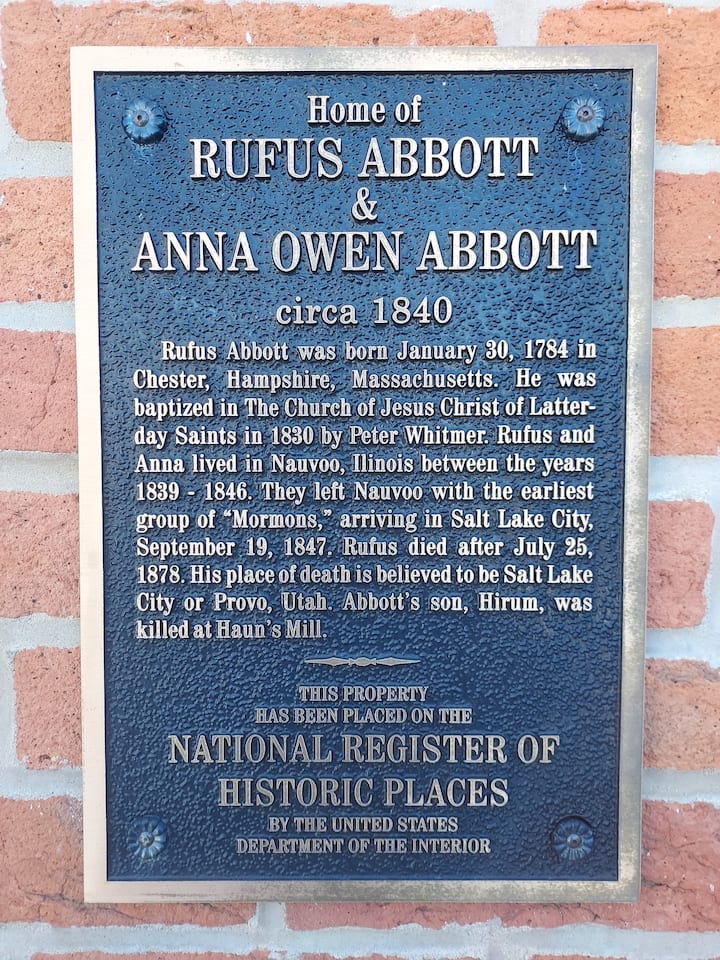 Home of
RUFUS ABBOTT
&
ANNA OWEN ABBOTT
circa 1840
Rufus Abbott was born January 30, 1784 in
Chester, Hampshire, Massachusetts. He was
baptized in The Church of Jesus Christ of Latter-
day Saints in 1830 by Peter Whitmer. Rufus and
Anna lived in Nauvoo, Ilinois between the years
1839 - 1846. They left Nauvoo with the earliest
group of “Mormons,” arriving in Salt Lake City,
September 19, 1847. Rufus died after July 25,
1878. His place of death is believed to be Salt Lake
City or Provo, Utah. Abbott’s son, Hirum, was
killed at Haun’s Mill.
THIS PROPERTY
HAS BEEN PLACED ON THE
NATIONAL REGISTER OF
HISTORIC PLACES
BY THE UNITED STATES
DEPARTMENT OF THE INTERIOR